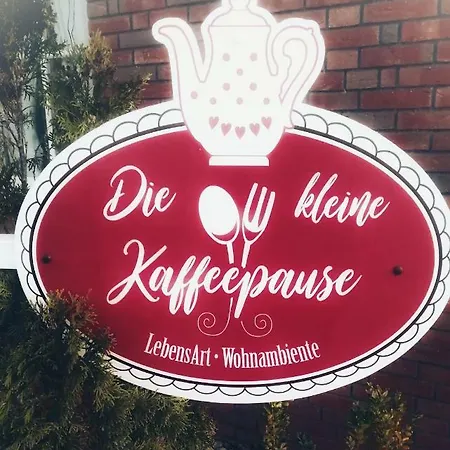 Die kleine
Kaffeepause
LebensArt · Wohnambiente